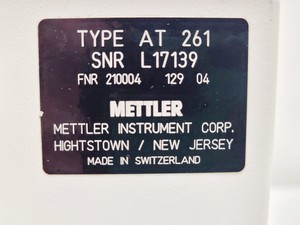 TYPE AT 261
SNR L17139
FNR 210004 129 04
METTLER
METTLER INSTRUMENT CORP.
HIGHTSTOWN / NEW JERSEY
MADE IN SWITZERLAND